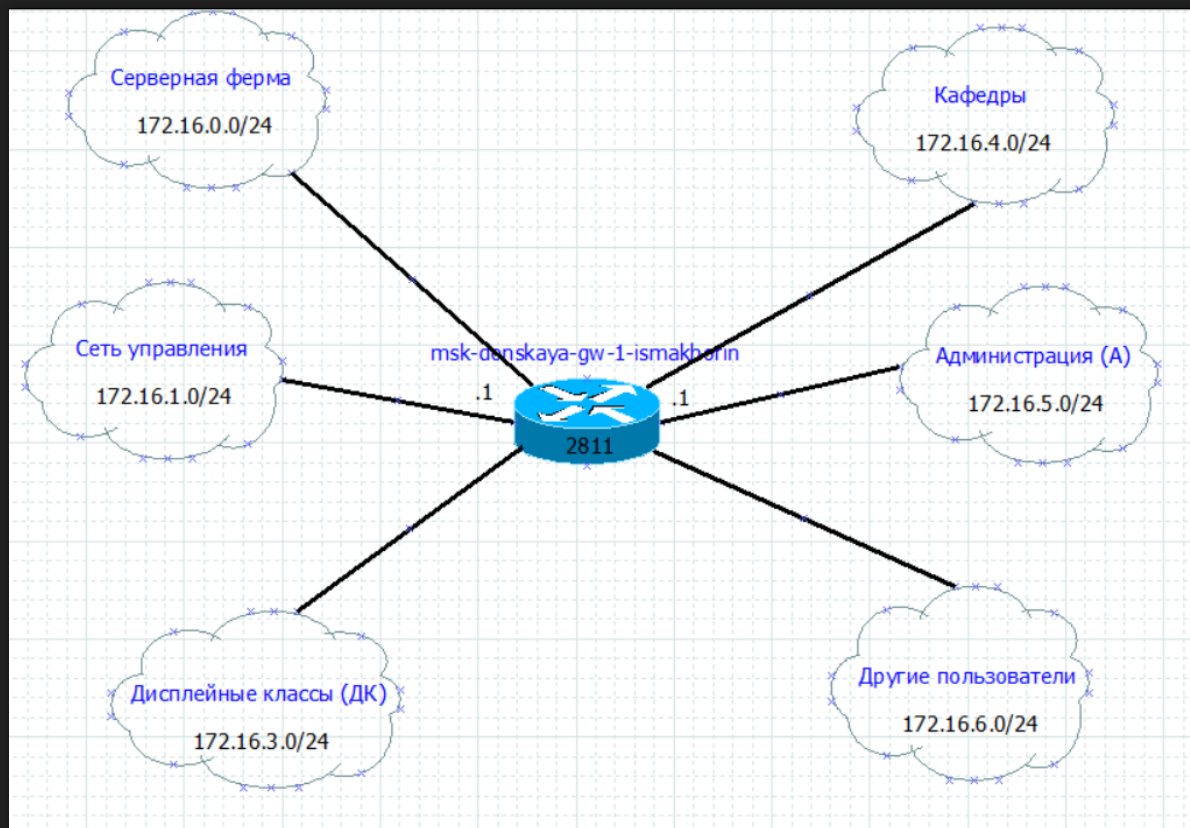 Серверная ферма
172.16.0.0/24
Кафедры
172.16.4.0/24
Сеть управления
172.16.1.0/24
msk-donskaya-gw-1-ismakhorin
.1
.1
2811
Администрация (А)
172.16.5.0/24
Дисплейные классы (ДК)
172.16.3.0/24
Другие пользователи
172.16.6.0/24